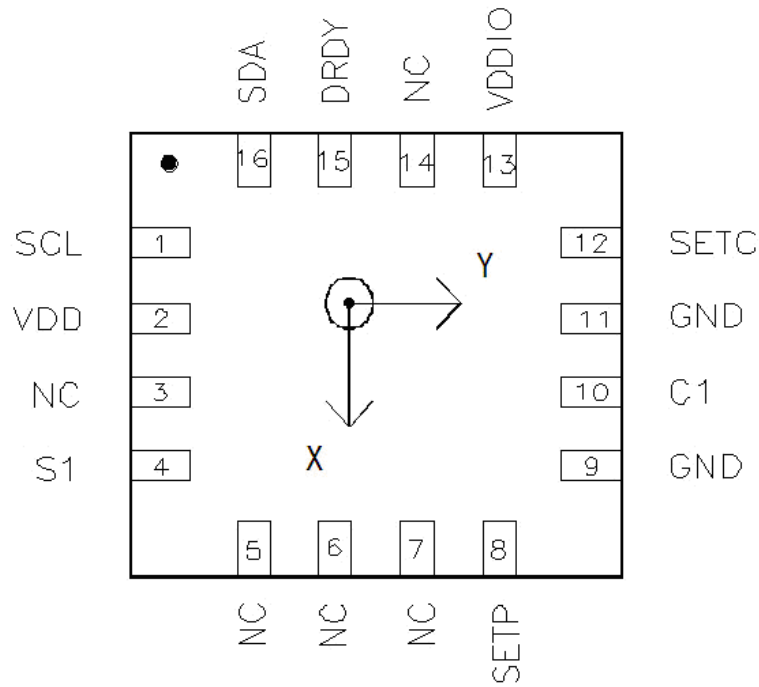 SDA DRDY NC VDDIO
16 15 14 13
SCL 1 12 SETC
Y
VDD 2 11 GND
NC 3 10 C1
X
S1 4 9 GND
5 6 7 8
NC NC NC SETP